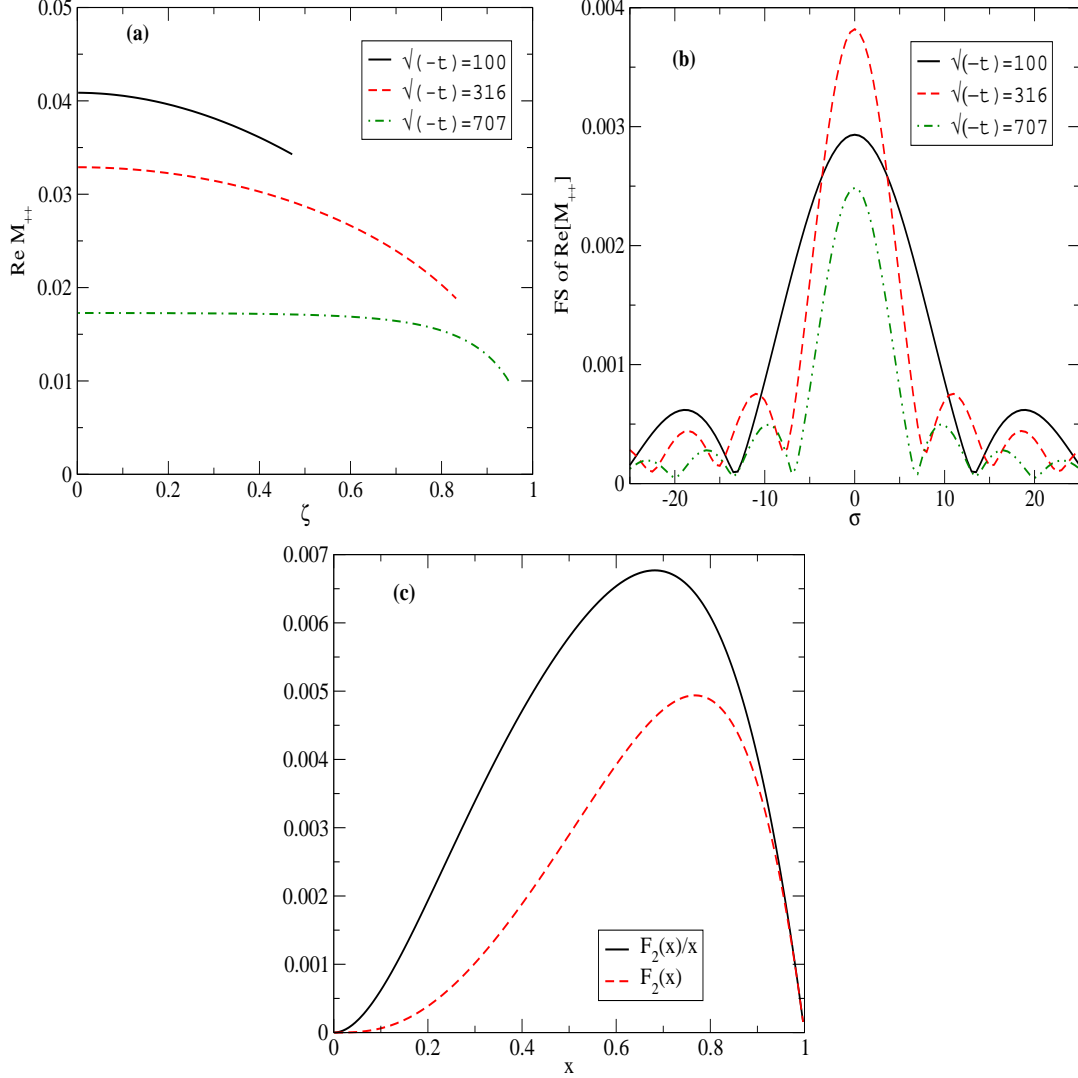 (a)
√(-t)=100
√(-t)=316
√(-t)=707
0.05
0.04
0.03
0.02
0.01
0
Re M++
0 0.2 0.4 0.6 0.8 1
ζ
(b)
√(-t)=100
√(-t)=316
√(-t)=707
0.004
0.003
0.002
0.001
0
FS of Re[M++]
-20 -10 0 10 20
σ
(c)
0.007
0.006
0.005
0.004
0.003
0.002
0.001
0
F2(x)/x
F2(x)
0 0.2 0.4 0.6 0.8 1
x